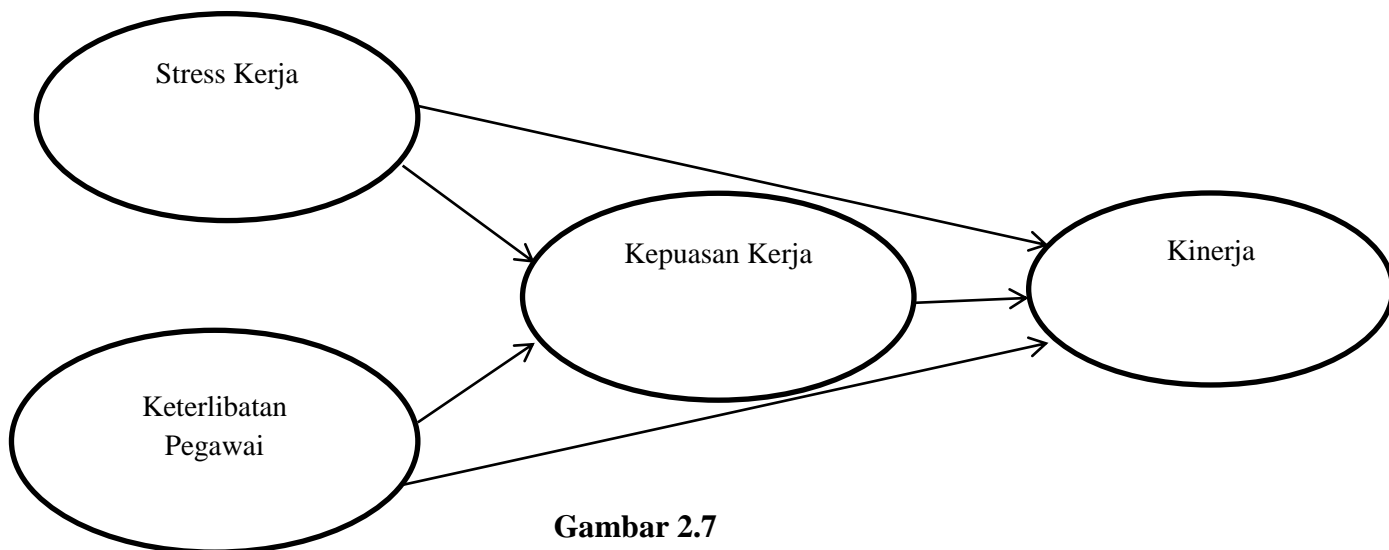 Stress Kerja
Kepuasan Kerja
Kinerja
Keterlibatan
Pegawai
Gambar 2.7